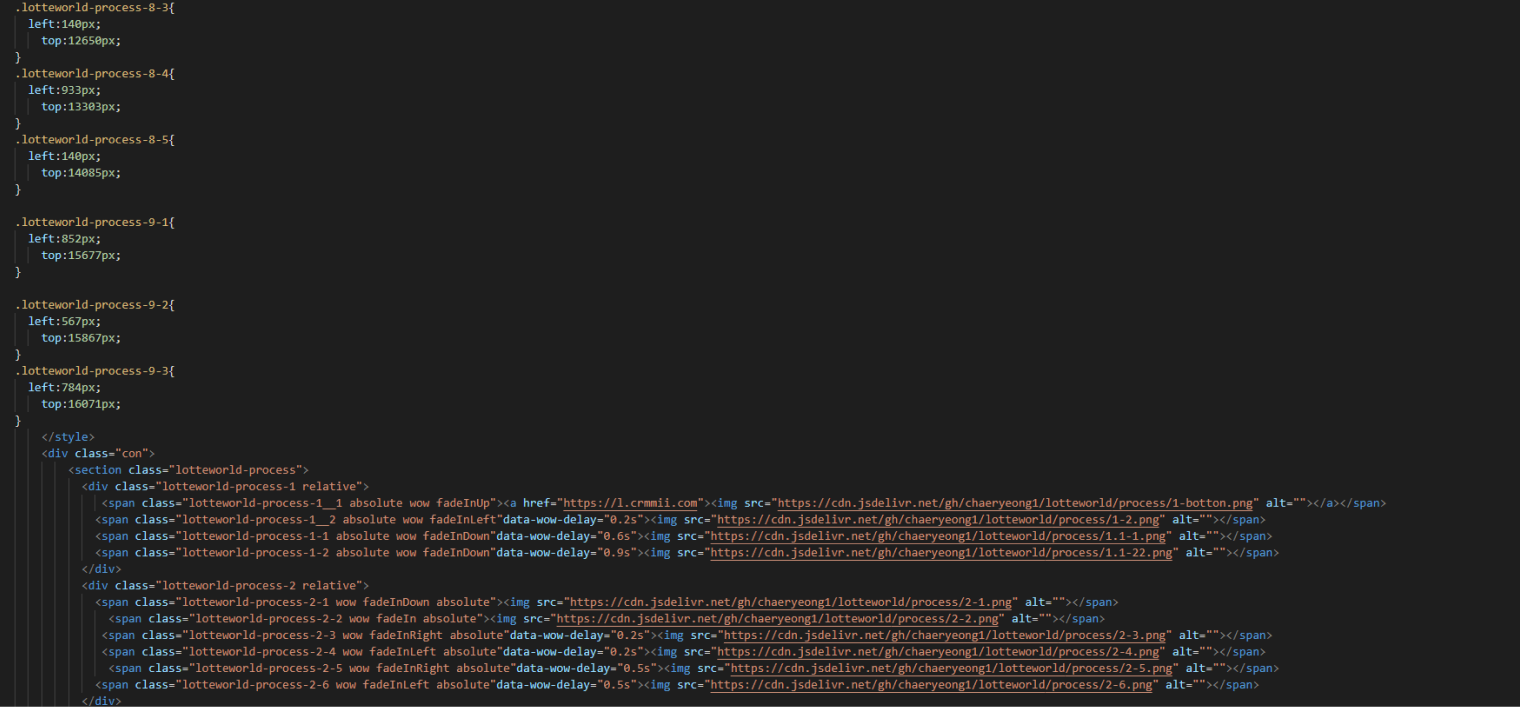 .lotteworld-process-8-3{
left:140px;
top:12650px;
}
.lotteworld-process-8-4{
left:933px;
top:13303px;
}
.lotteworld-process-8-5{
left:140px;
top:14085px;
}
.lotteworld-process-9-1{
left:852px;
top:15677px;
}
.lotteworld-process-9-2{
left:567px;
top:15867px;
}
.lotteworld-process-9-3{
left:784px;
top:16071px;
}
</style>
<div class="con">
<section class="lotteworld-process">
<div class="lotteworld-process-1 relative">
<span class="lotteworld-process-1__1 absolute wow fadeInUp"><a href="https://l.crmmii.com"><img src="https://cdn.jsdelivr.net/gh/chaeryeong1/lotteworld/process/1-botton.png" alt=""></a></span>
<span class="lotteworld-process-1__2 absolute wow fadeInLeft"data-wow-delay="0.2s"><img src="https://cdn.jsdelivr.net/gh/chaeryeong1/lotteworld/process/1-2.png" alt=""></span>
<span class="lotteworld-process-1-1 absolute wow fadeInDown"data-wow-delay="0.6s"><img src="https://cdn.jsdelivr.net/gh/chaeryeong1/lotteworld/process/1.1-1.png" alt=""></span>
<span class="lotteworld-process-1-2 absolute wow fadeInDown"data-wow-delay="0.9s"><img src="https://cdn.jsdelivr.net/gh/chaeryeong1/lotteworld/process/1.1-22.png" alt=""></span>
</div>
<div class="lotteworld-process-2 relative">
<span class="lotteworld-process-2-1 wow fadeInDown absolute"><img src="https://cdn.jsdelivr.net/gh/chaeryeong1/lotteworld/process/2-1.png" alt=""></span>
<span class="lotteworld-process-2-2 wow fadeIn absolute"><img src="https://cdn.jsdelivr.net/gh/chaeryeong1/lotteworld/process/2-2.png" alt=""></span>
<span class="lotteworld-process-2-3 wow fadeInRight absolute"data-wow-delay="0.2s"><img src="https://cdn.jsdelivr.net/gh/chaeryeong1/lotteworld/process/2-3.png" alt=""></span>
<span class="lotteworld-process-2-4 wow fadeInLeft absolute"data-wow-delay="0.2s"><img src="https://cdn.jsdelivr.net/gh/chaeryeong1/lotteworld/process/2-4.png" alt=""></span>
<span class="lotteworld-process-2-5 wow fadeInRight absolute"data-wow-delay="0.5s"><img src="https://cdn.jsdelivr.net/gh/chaeryeong1/lotteworld/process/2-5.png" alt=""></span>
<span class="lotteworld-process-2-6 wow fadeInLeft absolute"data-wow-delay="0.5s"><img src="https://cdn.jsdelivr.net/gh/chaeryeong1/lotteworld/process/2-6.png" alt=""></span>
</div>